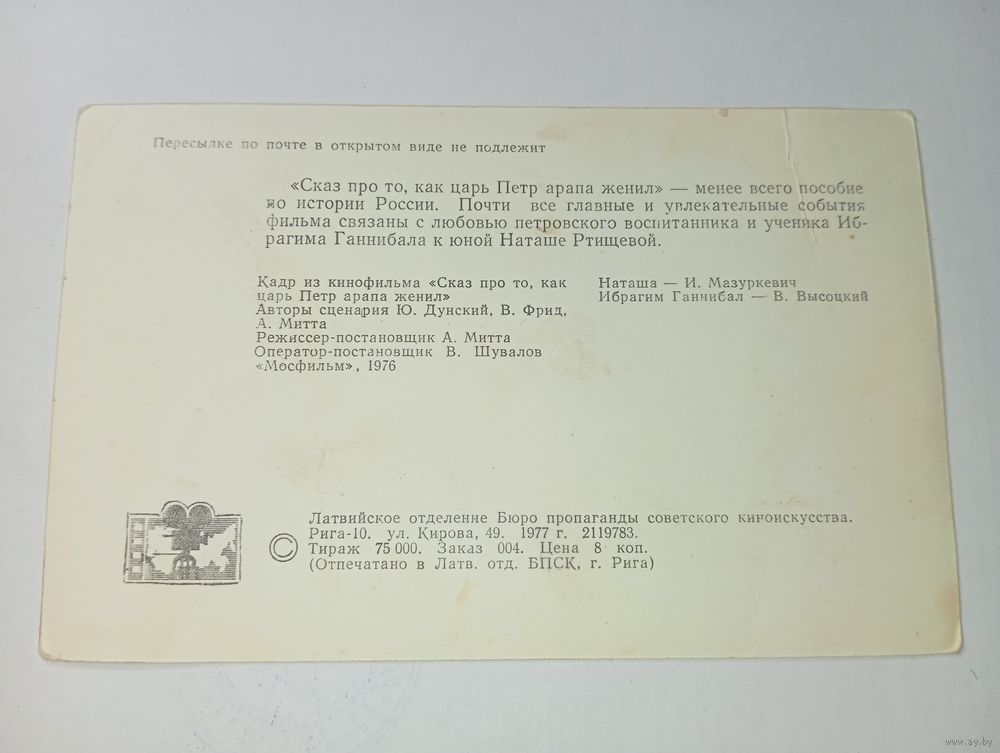 Пересылке по почте в открытом виде не подлежит
«Сказ про то, как царь Петр арапа женил» — менее всего пособие
по истории России. Почти все главные и увлекательные события
фильма связаны с любовью петровского воспитанника и ученика Иб-
рагима Ганнибала к юной Наташе Ртищевой.
Кадр из кинофильма «Сказ про то, как
царь Петр арапа женил»
Авторы сценария Ю. Дунский, В. Фрид,
А. Митта
Режиссер-постановщик А. Митта
Оператор-постановщик В. Шувалов
«Мосфильм», 1976
Наташа — И. Мазуркевич
Ибрагим Ганнибал — В. Высоцкий
Латвийское отделение Бюро пропаганды советского киноискусства.
Рига-10. ул. Кирова, 49. 1977 г. 2119783.
© Тираж 75 000. Заказ 004. Цена 8 коп.
(Отпечатано в Латв. отд. БПСК, г. Рига)
www.ay.by